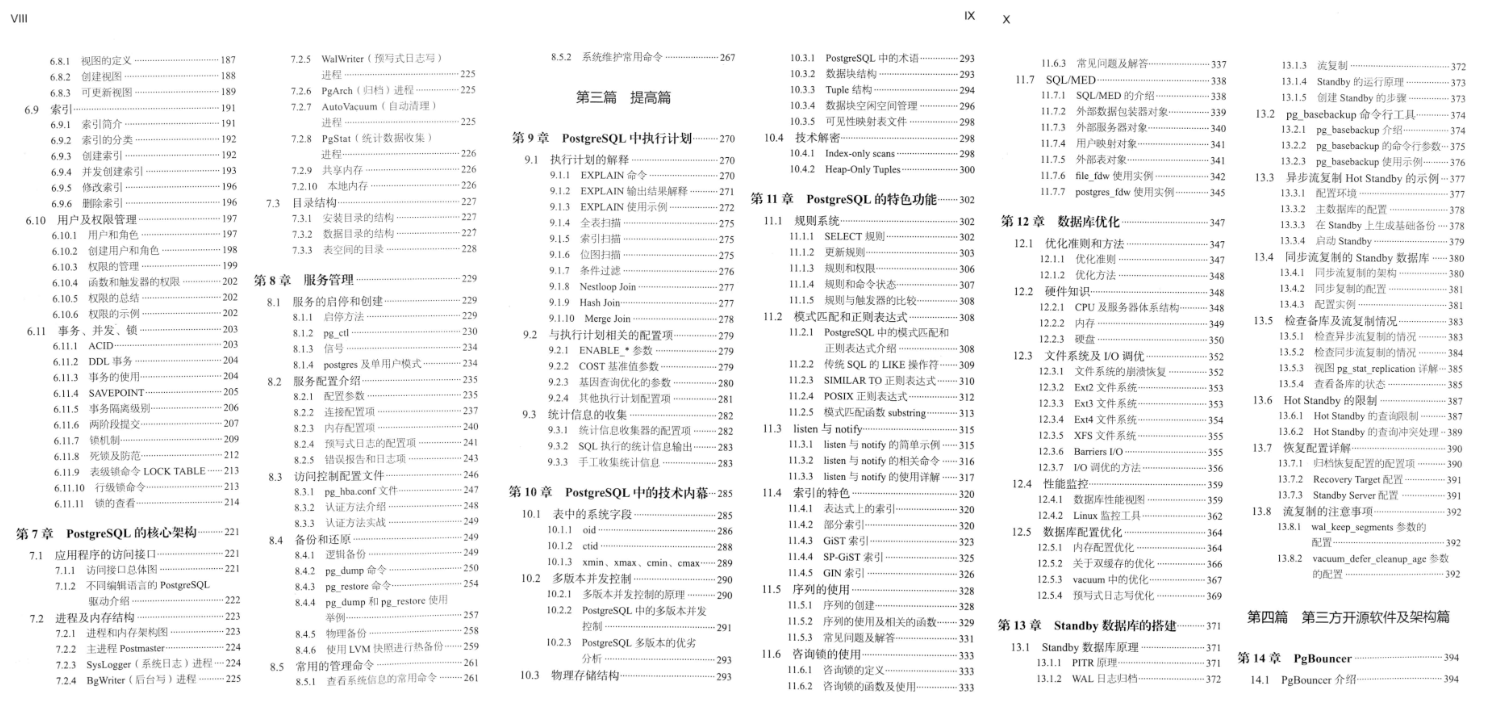 VIII
6.8.1 视图的定义 187
6.8.2 创建视图 188
6.8.3 可更新视图 189
6.9 索引 191
6.9.1 索引简介 191
6.9.2 索引的分类 192
6.9.3 创建索引 192
6.9.4 并发创建索引 193
6.9.5 修改索引 196
6.9.6 删除索引 196
6.10 用户及权限管理 197
6.10.1 用户和角色 197
6.10.2 创建用户和角色 198
6.10.3 权限的管理 199
6.10.4 函数和触发器的权限 202
6.10.5 权限的总结 202
6.10.6 权限的示例 202
6.11 事务、并发、锁 203
6.11.1 ACID 203
6.11.2 DDL 事务 204
6.11.3 事务的使用 204
6.11.4 SAVEPOINT 205
6.11.5 事务隔离级别 206
6.11.6 两阶段提交 207
6.11.7 锁机制 209
6.11.8 死锁及防范 212
6.11.9 表级锁命令 LOCK TABLE 213
6.11.10 行级锁命令 213
6.11.11 锁的查看 214
第 7 章 PostgreSQL 的核心架构 221
7.1 应用程序的访问接口 221
7.1.1 访问接口总体图 221
7.1.2 不同编辑语言的 PostgreSQL
驱动介绍 222
7.2 进程及内存结构 223
7.2.1 进程和内存架构图 223
7.2.2 主进程 Postmaster 224
7.2.3 SysLogger（系统日志）进程 224
7.2.4 BgWriter（后台写）进程 225
7.2.5 WalWriter（预写式日志写）
进程 225
7.2.6 PgArch（归档）进程 225
7.2.7 AutoVacuum（自动清理）
进程 225
7.2.8 PgStat（统计数据收集）
进程 226
7.2.9 共享内存 226
7.2.10 本地内存 226
7.3 目录结构 227
7.3.1 安装目录的结构 227
7.3.2 数据目录的结构 227
7.3.3 表空间的目录 228
第 8 章 服务管理 229
8.1 服务的启停和创建 229
8.1.1 启停方法 229
8.1.2 pg_ctl 230
8.1.3 信号 234
8.1.4 postgres 及单用户模式 234
8.2 服务配置介绍 235
8.2.1 配置参数 235
8.2.2 连接配置项 237
8.2.3 内存配置项 240
8.2.4 预写式日志的配置项 241
8.2.5 错误报告和日志项 243
8.3 访问控制配置文件 246
8.3.1 pg_hba.conf 文件 247
8.3.2 认证方法介绍 248
8.3.3 认证方法实战 249
8.4 备份和还原 249
8.4.1 逻辑备份 249
8.4.2 pg_dump 命令 250
8.4.3 pg_restore 命令 254
8.4.4 pg_dump 和 pg_restore 使用
举例 257
8.4.5 物理备份 258
8.4.6 使用 LVM 快照进行热备份 259
8.5 常用的管理命令 261
8.5.1 查看系统信息的常用命令 261
IX
8.5.2 系统维护常用命令 267
第三篇 提高篇
第 9 章 PostgreSQL 中执行计划 270
9.1 执行计划的解释 270
9.1.1 EXPLAIN 命令 270
9.1.2 EXPLAIN 输出结果解释 271
9.1.3 EXPLAIN 使用示例 272
9.1.4 全表扫描 275
9.1.5 索引扫描 275
9.1.6 位图扫描 275
9.1.7 条件过滤 276
9.1.8 Nestloop Join 277
9.1.9 Hash Join 277
9.1.10 Merge Join 278
9.2 与执行计划相关的配置项 279
9.2.1 ENABLE_* 参数 279
9.2.2 COST 基准值参数 279
9.2.3 基因查询优化的参数 280
9.2.4 其他执行计划配置项 281
9.3 统计信息的收集 282
9.3.1 统计信息收集器的配置项 282
9.3.2 SQL 执行的统计信息输出 283
9.3.3 手工收集统计信息 283
第 10 章 PostgreSQL 中的技术内幕 285
10.1 表中的系统字段 285
10.1.1 oid 286
10.1.2 ctid 288
10.1.3 xmin、xmax、cmin、cmax 289
10.2 多版本并发控制 290
10.2.1 多版本并发控制的原理 290
10.2.2 PostgreSQL 中的多版本并发
控制 291
10.2.3 PostgreSQL 多版本的优劣
分析 293
10.3 物理存储结构 293
10.3.1 PostgreSQL 中的术语 293
10.3.2 数据块结构 293
10.3.3 Tuple 结构 294
10.3.4 数据块空闲空间管理 296
10.3.5 可见性映射表文件 298
10.4 技术解密 298
10.4.1 Index-only scans 298
10.4.2 Heap-Only Tuples 300
第 11 章 PostgreSQL 的特色功能 302
11.1 规则系统 302
11.1.1 SELECT 规则 302
11.1.2 更新规则 303
11.1.3 规则和权限 306
11.1.4 规则和命令状态 307
11.1.5 规则与触发器的比较 308
11.2 模式匹配和正则表达式 308
11.2.1 PostgreSQL 中的模式匹配和
正则表达式介绍 308
11.2.2 传统 SQL 的 LIKE 操作符 309
11.2.3 SIMILAR TO 正则表达式 310
11.2.4 POSIX 正则表达式 312
11.2.5 模式匹配函数 substring 313
11.3 listen 与 notify 315
11.3.1 listen 与 notify 的简单示例 315
11.3.2 listen 与 notify 的相关命令 316
11.3.3 listen 与 notify 的使用详解 317
11.4 索引的特色 320
11.4.1 表达式上的索引 320
11.4.2 部分索引 320
11.4.3 GiST 索引 323
11.4.4 SP-GiST 索引 325
11.4.5 GIN 索引 326
11.5 序列的使用 328
11.5.1 序列的创建 328
11.5.2 序列的使用及相关的函数 329
11.5.3 常见问题及解答 331
11.6 咨询锁的使用 333
11.6.1 咨询锁的定义 333
11.6.2 咨询锁的函数及使用 333
X
11.6.3 常见问题及解答 337
11.7 SQL/MED 338
11.7.1 SQL/MED 的介绍 338
11.7.2 外部数据包装器对象 339
11.7.3 外部服务器对象 340
11.7.4 用户映射对象 341
11.7.5 外部表对象 341
11.7.6 file_fdw 使用实例 342
11.7.7 postgres_fdw 使用实例 345
第 12 章 数据库优化 347
12.1 优化准则和方法 347
12.1.1 优化准则 347
12.1.2 优化方法 348
12.2 硬件知识 348
12.2.1 CPU 及服务器体系结构 348
12.2.2 内存 349
12.2.3 硬盘 350
12.3 文件系统及 I/O 调优 352
12.3.1 文件系统的崩溃恢复 352
12.3.2 Ext2 文件系统 353
12.3.3 Ext3 文件系统 353
12.3.4 Ext4 文件系统 354
12.3.5 XFS 文件系统 355
12.3.6 Barriers I/O 355
12.3.7 I/O 调优的方法 356
12.4 性能监控 359
12.4.1 数据库性能视图 359
12.4.2 Linux 监控工具 362
12.5 数据库配置优化 364
12.5.1 内存配置优化 364
12.5.2 关于双缓存的优化 366
12.5.3 vacuum 中的优化 367
12.5.4 预写式日志写优化 369
第 13 章 Standby 数据库的搭建 371
13.1 Standby 数据库原理 371
13.1.1 PITR 原理 371
13.1.2 WAL 日志归档 372
13.1.3 流复制 372
13.1.4 Standby 的运行原理 373
13.1.5 创建 Standby 的步骤 373
13.2 pg_basebackup 命令行工具 374
13.2.1 pg_basebackup 介绍 374
13.2.2 pg_basebackup 的命令行参数 375
13.2.3 pg_basebackup 使用示例 376
13.3 异步流复制 Hot Standby 的示例 377
13.3.1 配置环境 377
13.3.2 主数据库的配置 378
13.3.3 在 Standby 上生成基础备份 378
13.3.4 启动 Standby 379
13.4 同步流复制的 Standby 数据库 380
13.4.1 同步流复制的架构 380
13.4.2 同步复制的配置 381
13.4.3 配置实例 381
13.5 检查备库及流复制情况 383
13.5.1 检查异步流复制的情况 383
13.5.2 检查同步流复制的情况 384
13.5.3 视图 pg_stat_replication 详解 385
13.5.4 查看备库的状态 385
13.6 Hot Standby 的限制 387
13.6.1 Hot Standby 的查询限制 387
13.6.2 Hot Standby 的查询冲突处理 389
13.7 恢复配置详解 390
13.7.1 归档恢复配置的配置项 390
13.7.2 Recovery Target 配置 391
13.7.3 Standby Server 配置 391
13.8 流复制的注意事项 392
13.8.1 wal_keep_segments 参数的
配置 392
13.8.2 vacuum_defer_cleanup_age 参数
的配置 392
第四篇 第三方开源软件及架构篇
第 14 章 PgBouncer 394
14.1 PgBouncer 介绍 394